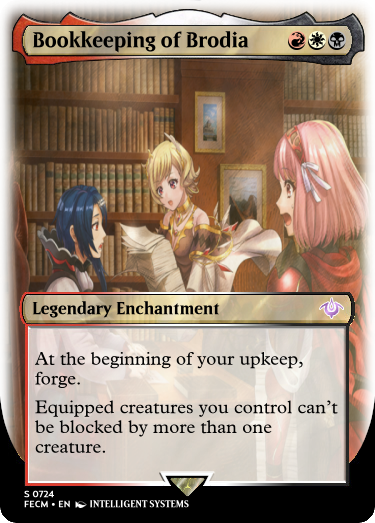 Bookkeeping of Brodia
Legendary Enchantment
At the beginning of your upkeep,
forge.
Equipped creatures you control can't
be blocked by more than one
creature.
S 0724
FECM • EN INTELLIGENT SYSTEMS